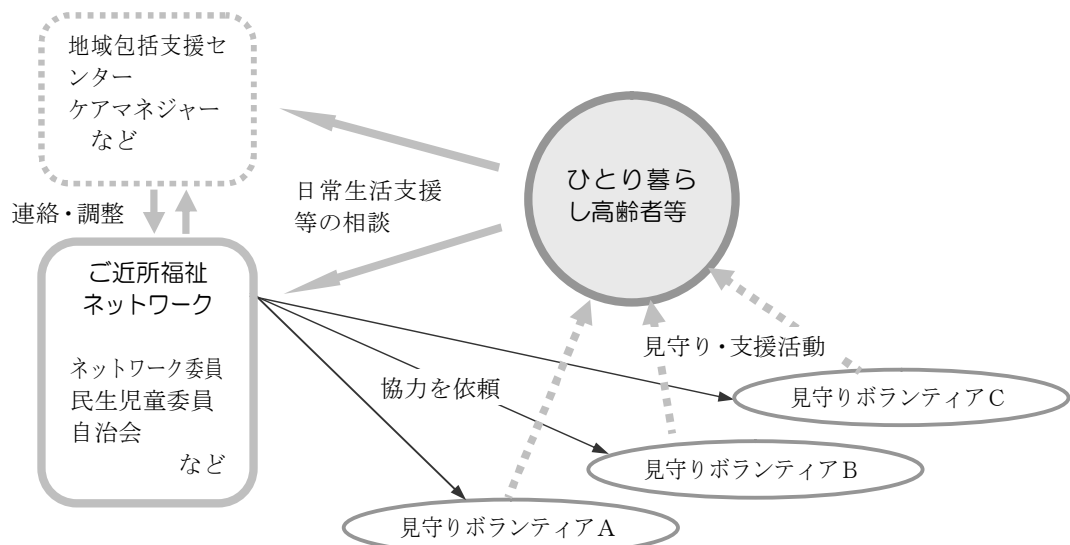 地域包括支援セ
ンター
ケアマネジャー
など
連絡・調整
日常生活支援
等の相談
ひとり暮ら
し高齢者等
ご近所福祉
ネットワーク
ネットワーク委員
民生児童委員
自治会
など
協力を依頼
見守り・支援活動
見守りボランティアC
見守りボランティアB
見守りボランティアA